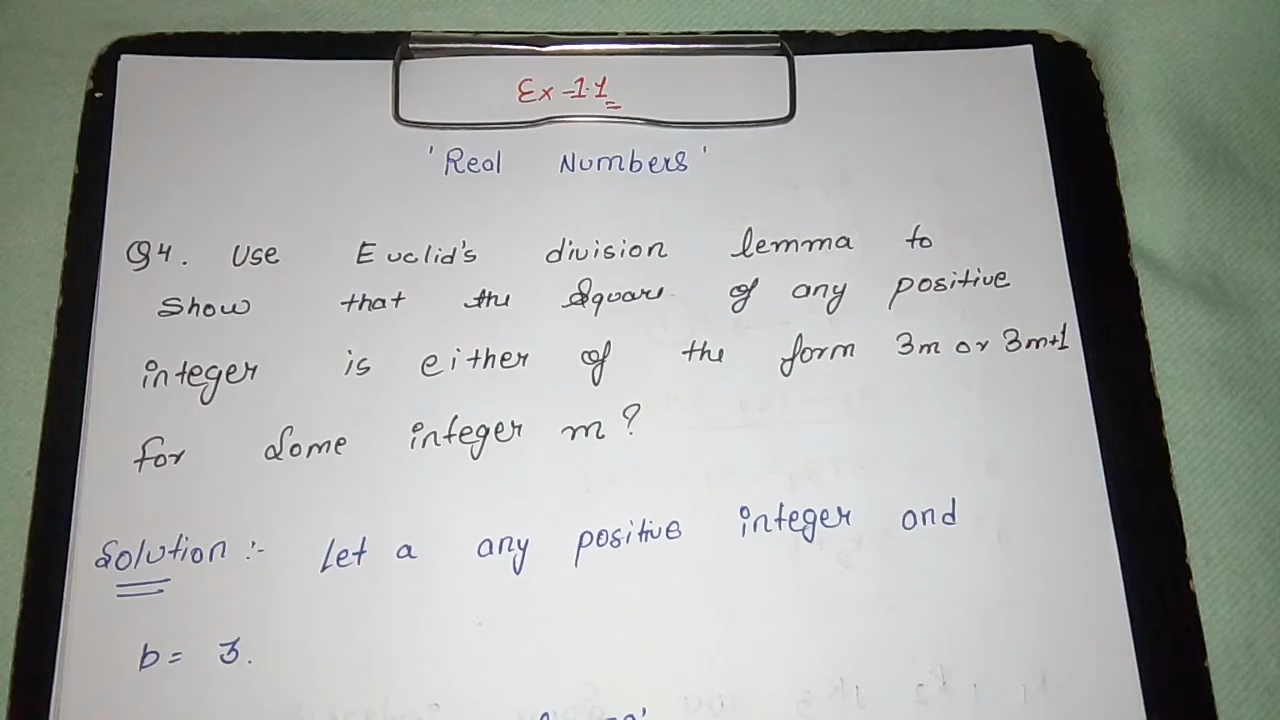 Ex-1.1
'Real Numbers'
Q4. Use Euclid's division lemma to
show that the square of any positive
integer is either of the form 3m or 3m+1
for some integer m?
Solution :- Let a any positive integer and
b= 3.